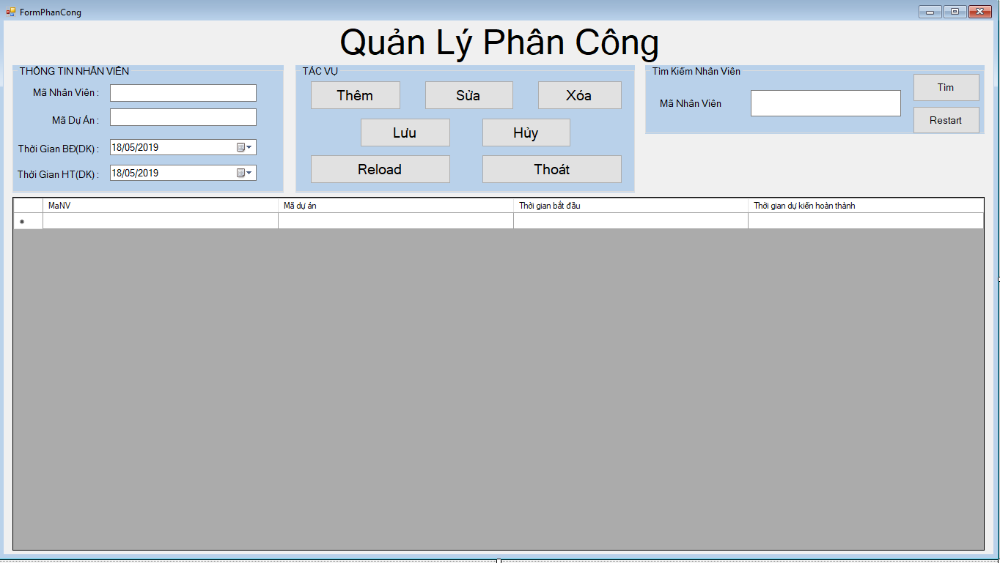 FormPhanCong
Quản Lý Phân Công
THÔNG TIN NHÂN VIÊN
Mã Nhân Viên :
Mã Dự Án :
Thời Gian BĐ(DK) :
18/05/2019
Thời Gian HT(DK) :
18/05/2019
TÁC VỤ
Thêm
Sửa
Xóa
Lưu
Hủy
Reload
Thoát
Tìm Kiếm Nhân Viên
Mã Nhân Viên
Tìm
Restart
MaNV
Mã dự án
Thời gian bắt đầu
Thời gian dự kiến hoàn thành